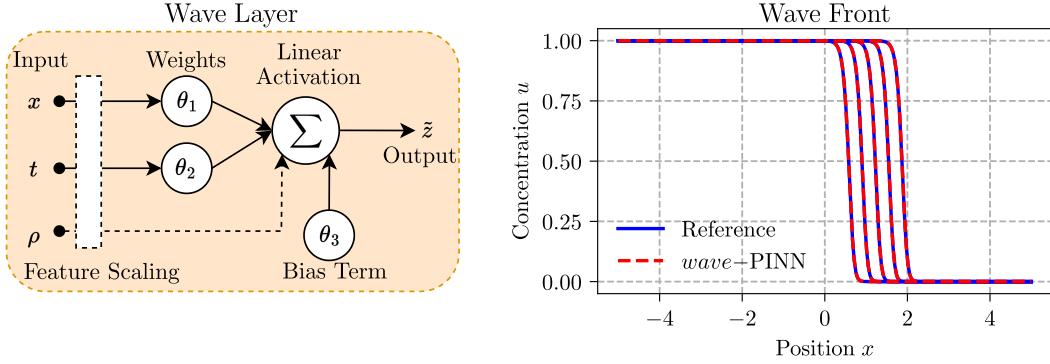 Wave Layer
Input
Weights
Linear
Activation
x
θ1
t
θ2
ρ
∑
z̃
Output
θ3
Feature Scaling
Bias Term
Wave Front
Concentration u
1.00
0.75
0.50
0.25
0.00
Reference
wave−PINN
−4
−2
0
2
4
Position x